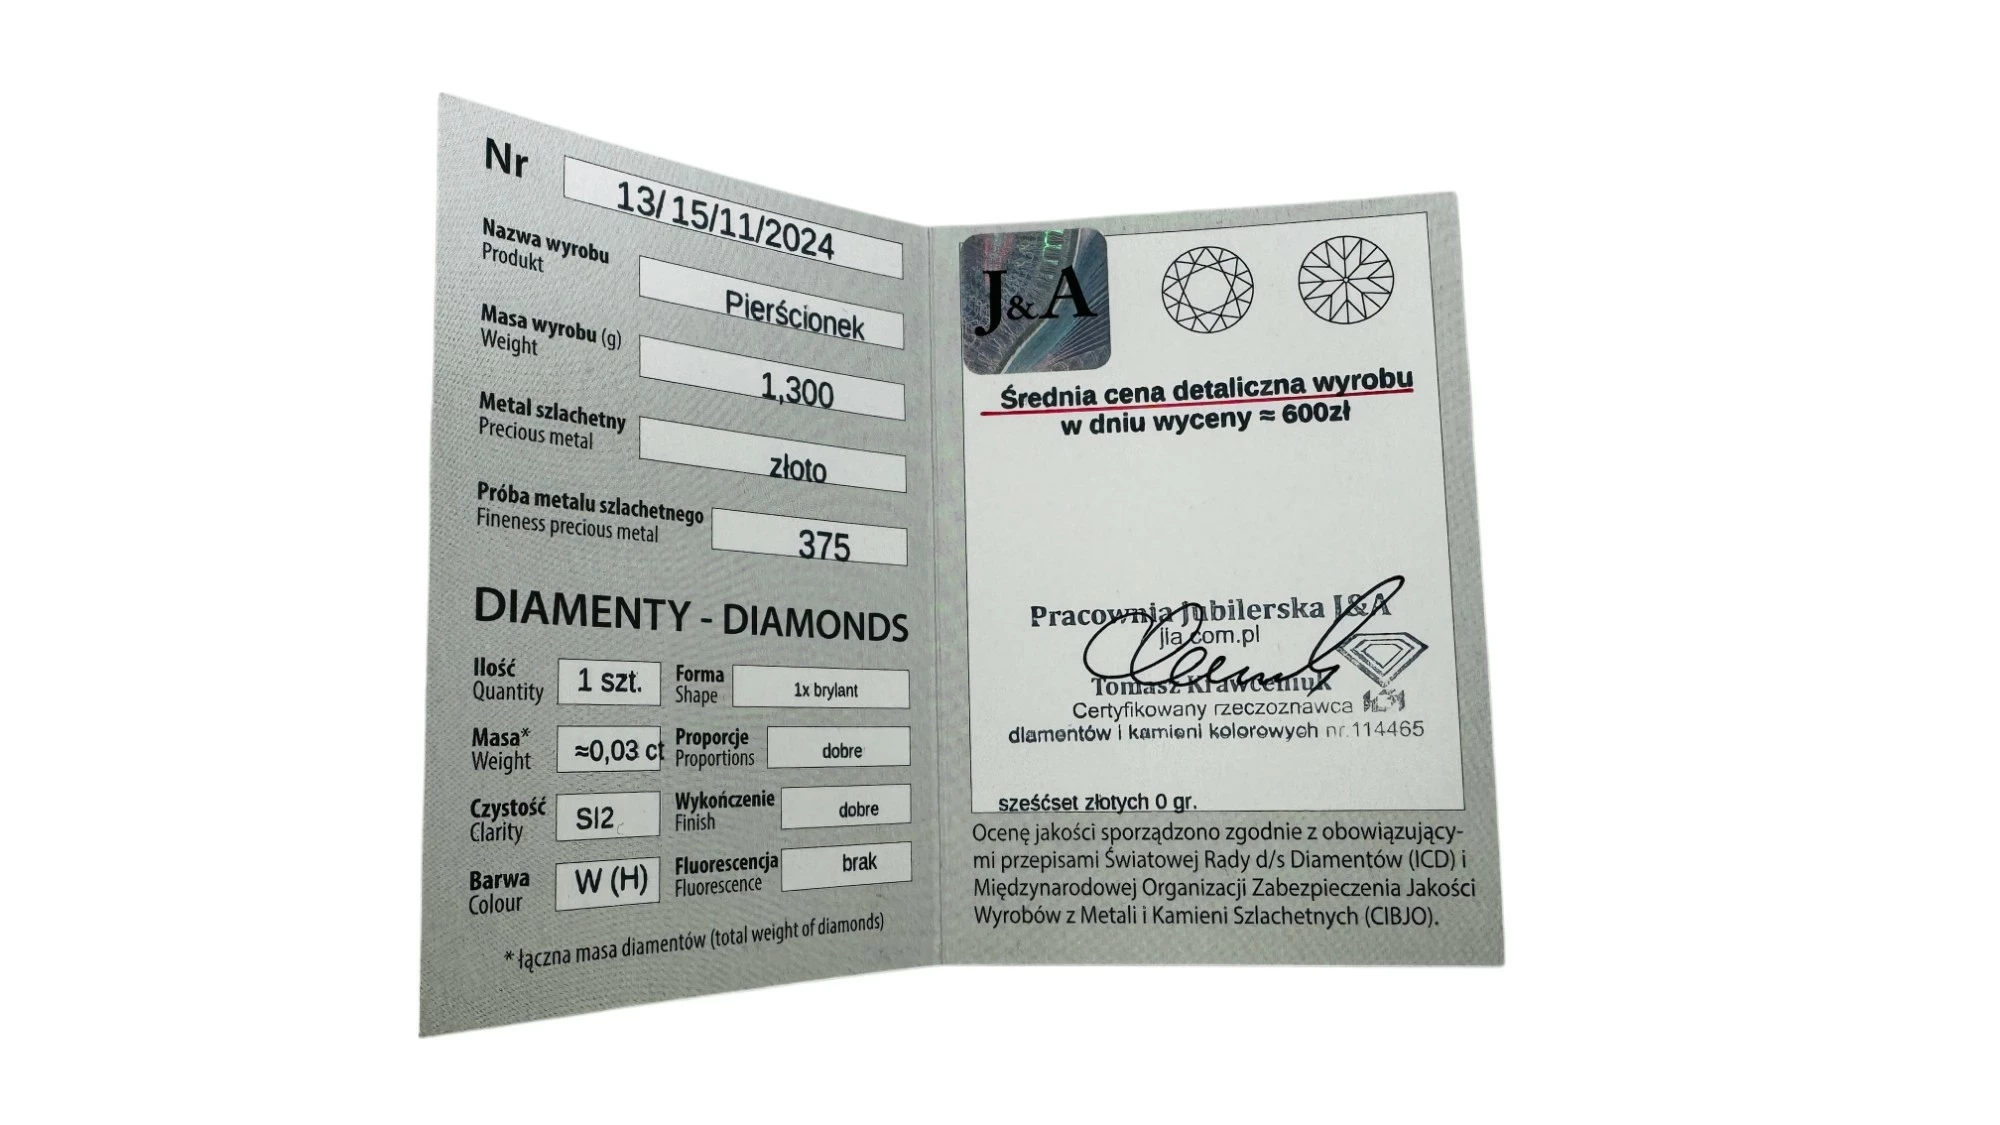 Nr 13/15/11/2024
Nazwa wyrobu
Produkt
Pierścionek
Masa wyrobu (g)
Weight
1,300
Metal szlachetny
Precious metal
złoto
Próba metalu szlachetnego
Fineness precious metal
375
DIAMENTY - DIAMONDS
Ilość
Quantity
1 szt.
Forma
Shape
1x brylant
Masa*
Weight
≈0,03 ct
Proporcje
Proportions
dobre
Czystość
Clarity
SI2
Wykończenie
Finish
dobre
Barwa
Colour
W (H)
Fluorescencja
Fluorescence
brak
* łączna masa diamentów (total weight of diamonds)
J&A
Średnia cena detaliczna wyrobu
w dniu wyceny ≈ 600zł
Pracownia Jubilerska J&A
jia.com.pl
Tomasz Krawceniuk
Certyfikowany rzeczoznawca
diamentów i kamieni kolorowych nr.114465
sześćset złotych 0 gr.
Ocenę jakości sporządzono zgodnie z obowiązujący-
mi przepisami Światowej Rady d/s Diamentów (ICD) i
Międzynarodowej Organizacji Zabezpieczenia Jakości
Wyrobów z Metali i Kamieni Szlachetnych (CIBJO).